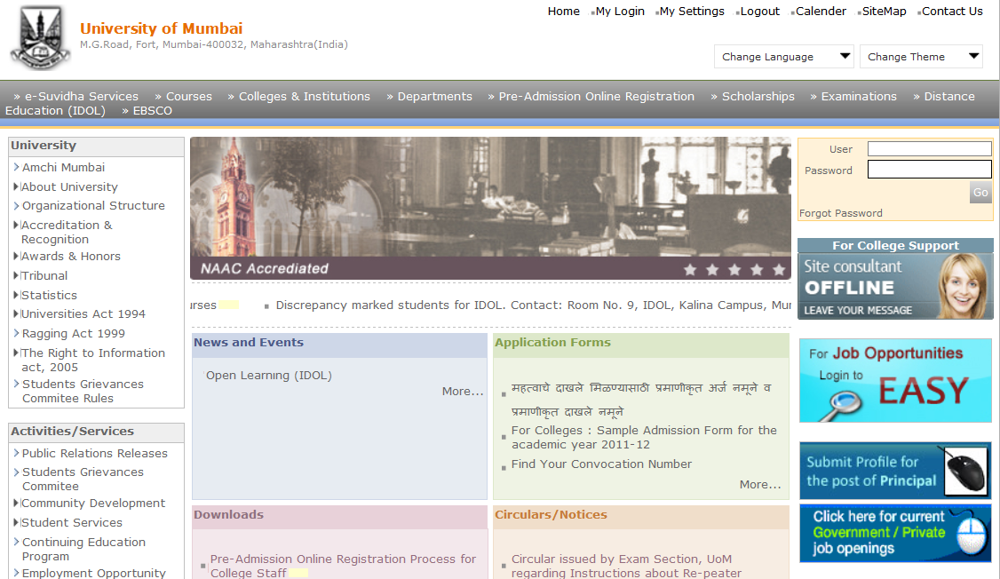 Home My Login My Settings Logout Calender SiteMap Contact Us
University of Mumbai
M.G.Road, Fort, Mumbai-400032, Maharashtra(India)
Change Language Change Theme
» e-Suvidha Services » Courses » Colleges & Institutions » Departments » Pre-Admission Online Registration » Scholarships » Examinations » Distance
Education (IDOL) » EBSCO
University
Amchi Mumbai
About University
Organizational Structure
Accreditation &
Recognition
Awards & Honors
Tribunal
Statistics
Universities Act 1994
Ragging Act 1999
The Right to Information
act, 2005
Students Grievances
Commitee Rules
Activities/Services
Public Relations Releases
Students Grievances
Commitee
Community Development
Student Services
Continuing Education
Program
Employment Opportunity
NAAC Accredited
urses Discrepancy marked students for IDOL. Contact: Room No. 9, IDOL, Kalina Campus, Mum
News and Events
Open Learning (IDOL)
More...
Application Forms
महत्वाचे दाखले मिळण्यासाठी प्रमाणीकृत अर्ज नमूने व
प्रमाणीकृत दाखले नमूने
For Colleges : Sample Admission Form for the
academic year 2011-12
Find Your Convocation Number
More...
Downloads
Pre-Admission Online Registration Process for
College Staff
Circulars/Notices
Circular issued by Exam Section, UoM
regarding Instructions about Re-peater
User
Password
Go
Forgot Password
For College Support
Site consultant
OFFLINE
LEAVE YOUR MESSAGE
For Job Opportunities
Login to
EASY
Submit Profile for
the post of Principal
Click here for current
Government / Private
job openings